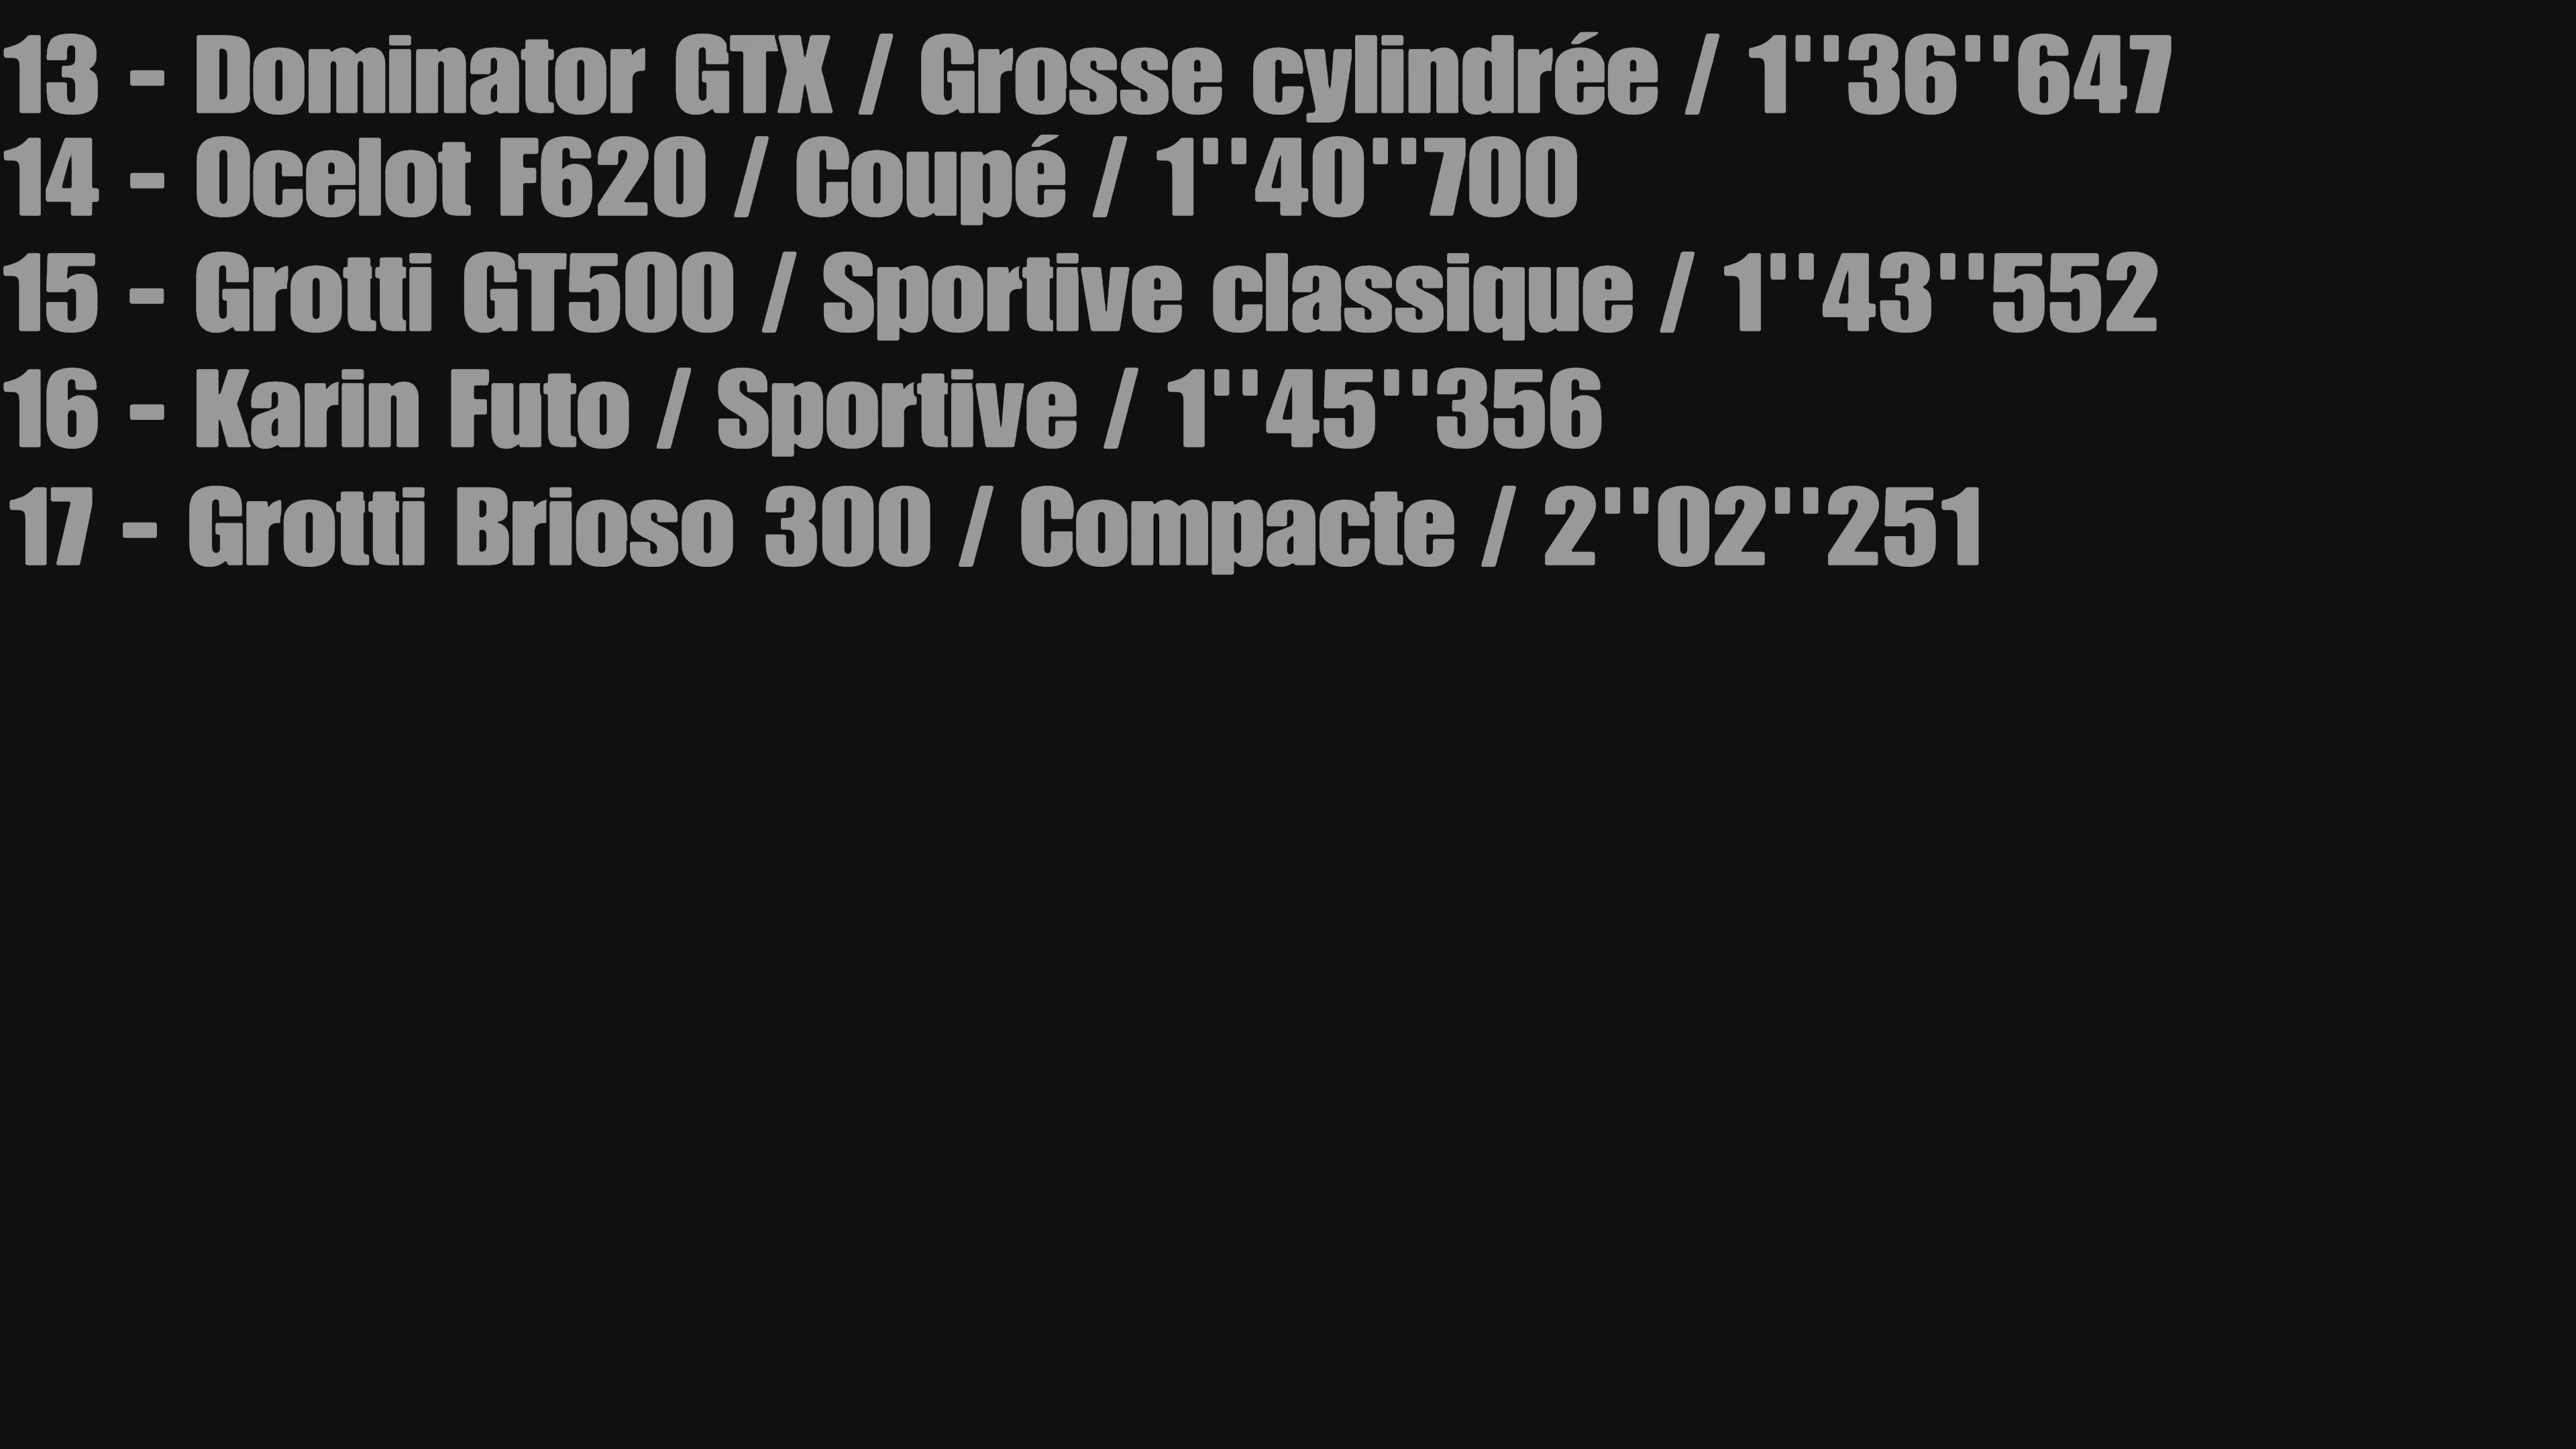 13 - Dominator GTX / Grosse cylindrée / 1''36''647
14 - Ocelot F620 / Coupé / 1''40''700
15 - Grotti GT500 / Sportive classique / 1''43''552
16 - Karin Futo / Sportive / 1''45''356
17 - Grotti Brioso 300 / Compacte / 2''02''251